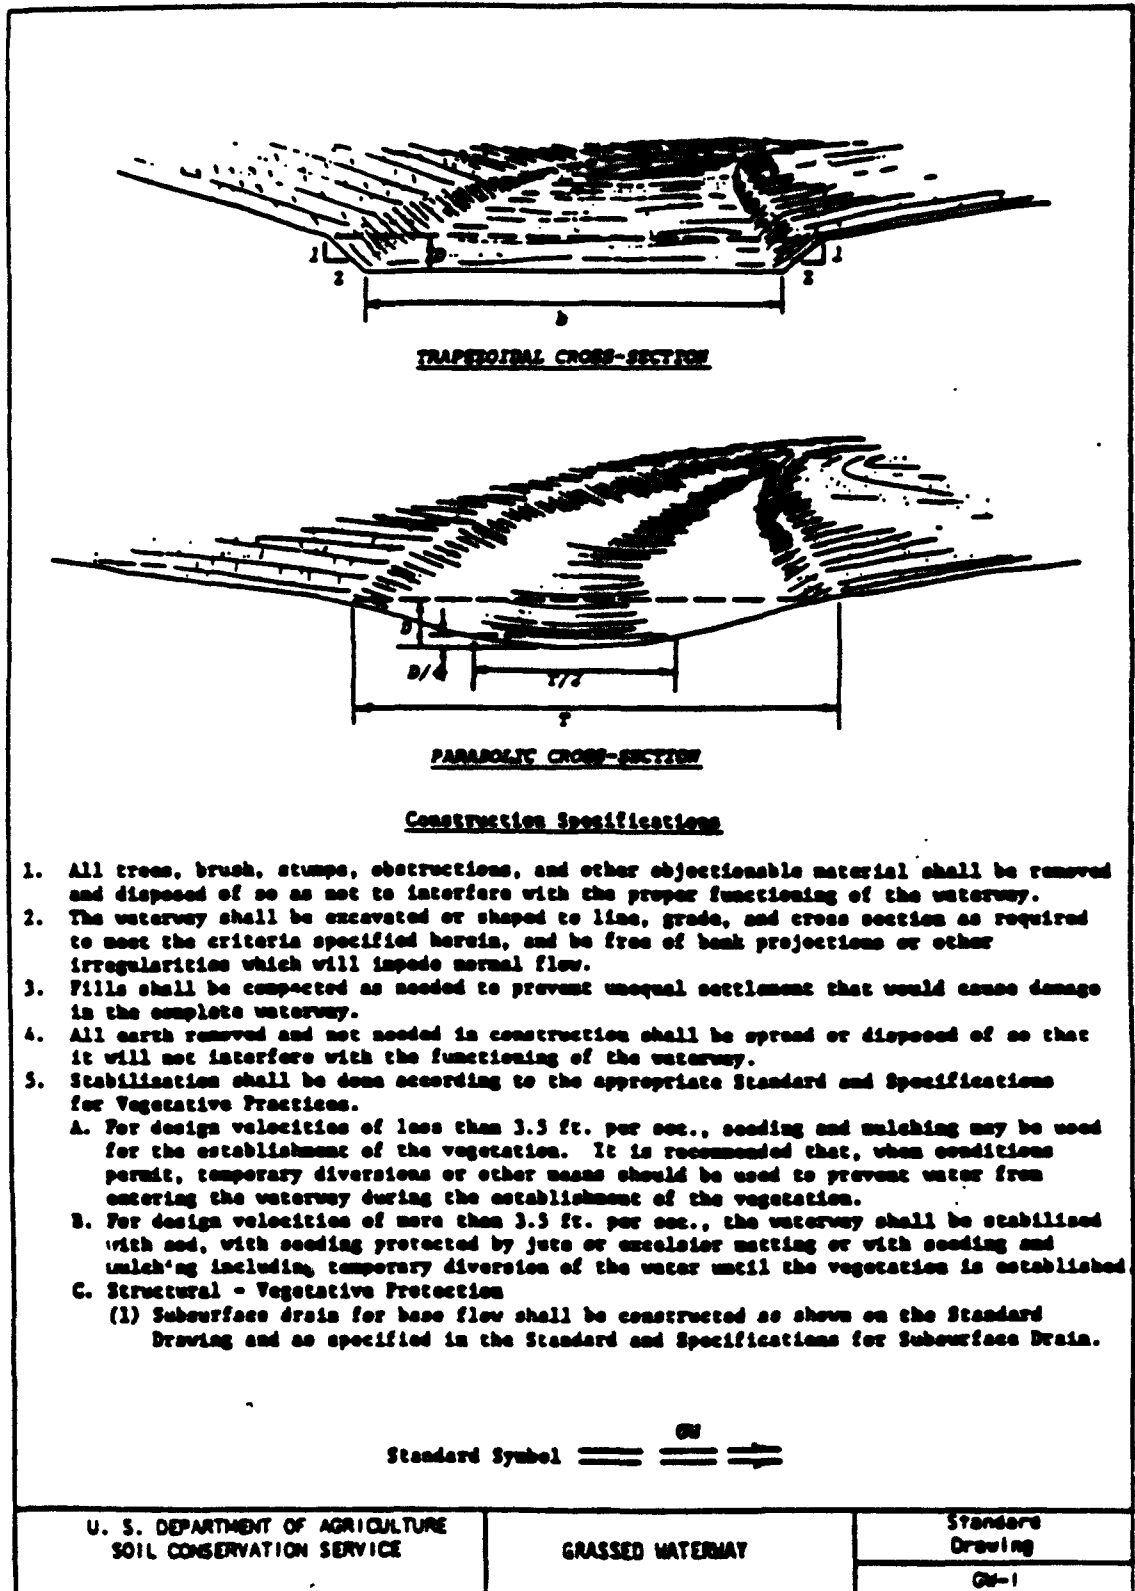 1
D
1
2
2
b
TRAPEZOIDAL CROSS-SECTION
D
D/4
T/2
T
PARABOLIC CROSS-SECTION
Construction Specifications
1. All trees, brush, stumps, obstructions, and other objectionable material shall be removed
and disposed of so as not to interfere with the proper functioning of the waterway.
2. The waterway shall be excavated or shaped to line, grade, and cross section as required
to meet the criteria specified herein, and be free of bank projections or other
irregularities which will impede normal flow.
3. Fills shall be compacted as needed to prevent unequal settlement that would cause damage
in the complete waterway.
4. All earth removed and not needed in construction shall be spread or disposed of so that
it will not interfere with the functioning of the waterway.
5. Stabilization shall be done according to the appropriate Standard and Specifications
for Vegetative Practices.
A. For design velocities of less than 3.5 ft. per sec., seeding and mulching may be used
for the establishment of the vegetation. It is recommended that, when conditions
permit, temporary diversions or other means should be used to prevent water from
entering the waterway during the establishment of the vegetation.
B. For design velocities of more than 3.5 ft. per sec., the waterway shall be stabilized
with sod, with seeding protected by jute or excelsior matting or with seeding and
mulching including temporary diversion of the water until the vegetation is established.
C. Structural - Vegetative Protection
(1) Subsurface drain for base flow shall be constructed as shown on the Standard
Drawing and as specified in the Standard and Specifications for Subsurface Drain.
GW
Standard Symbol
U. S. DEPARTMENT OF AGRICULTURE
SOIL CONSERVATION SERVICE
GRASSED WATERWAY
Standard
Drawing
GW-1